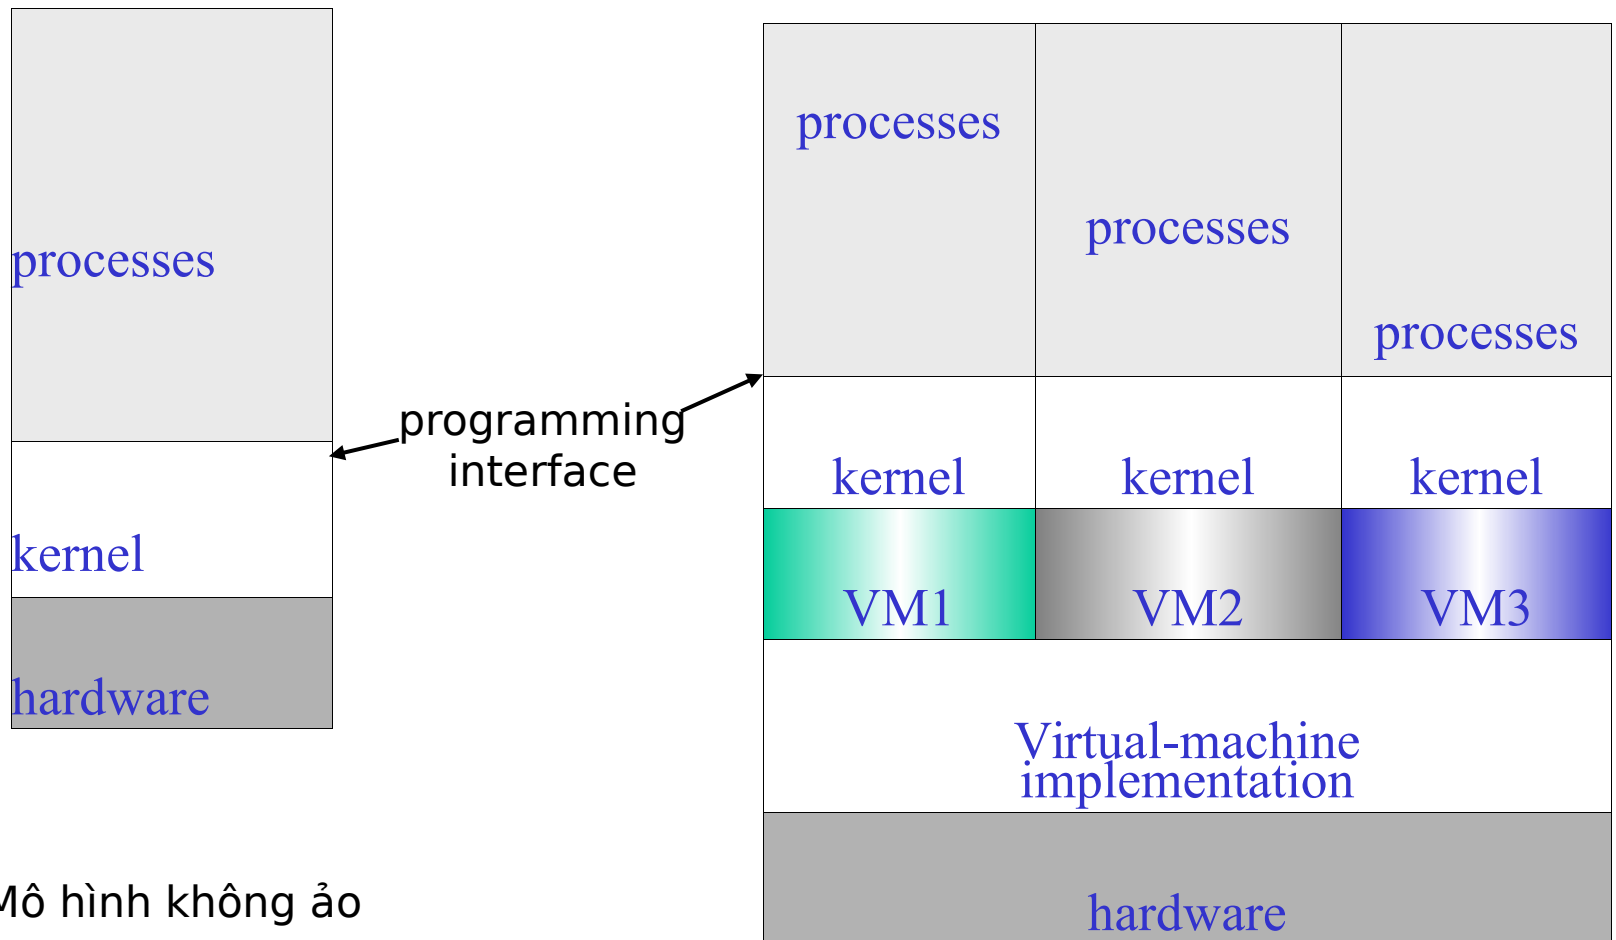 processes
kernel
hardware
Mô hình không ảo
programming
interface
processes
processes
processes
kernel
kernel
kernel
VM1
VM2
VM3
Virtual-machine
implementation
hardware